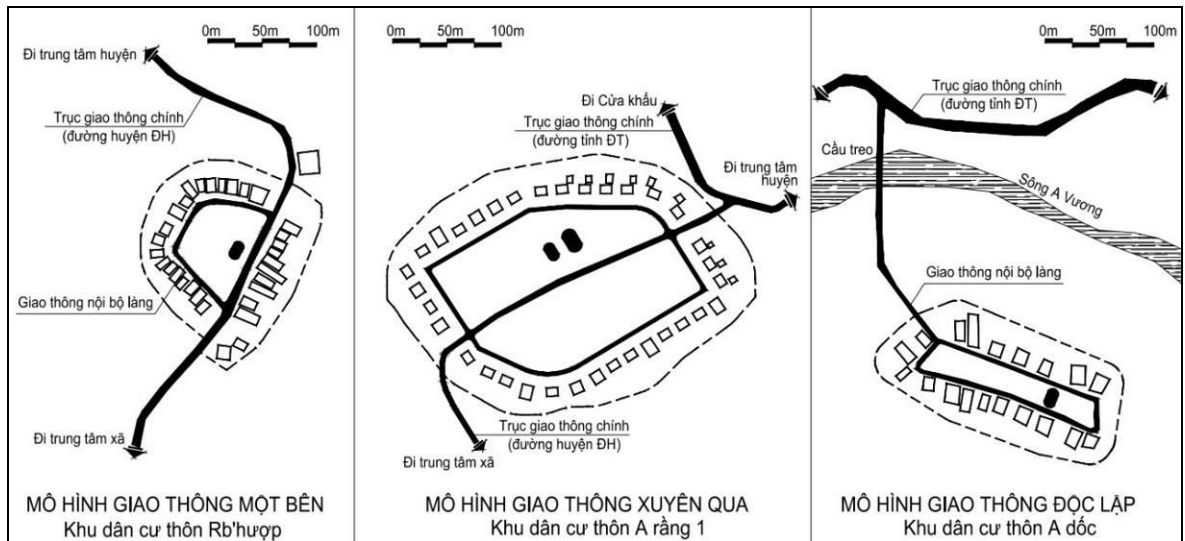 0m 50m 100m
Đi trung tâm huyện
Trục giao thông chính
(đường huyện ĐH)
Giao thông nội bộ làng
Đi trung tâm xã
MÔ HÌNH GIAO THÔNG MỘT BÊN
Khu dân cư thôn Rb'hượp
0m 50m 100m
Đi Cửa khẩu
Trục giao thông chính
(đường tỉnh ĐT)
Đi trung tâm
huyện
Trục giao thông chính
(đường huyện ĐH)
Đi trung tâm xã
MÔ HÌNH GIAO THÔNG XUYÊN QUA
Khu dân cư thôn A rằng 1
0m 50m 100m
Trục giao thông chính
(đường tỉnh ĐT)
Cầu treo
Sông A Vương
Giao thông nội bộ làng
MÔ HÌNH GIAO THÔNG ĐỘC LẬP
Khu dân cư thôn A dốc